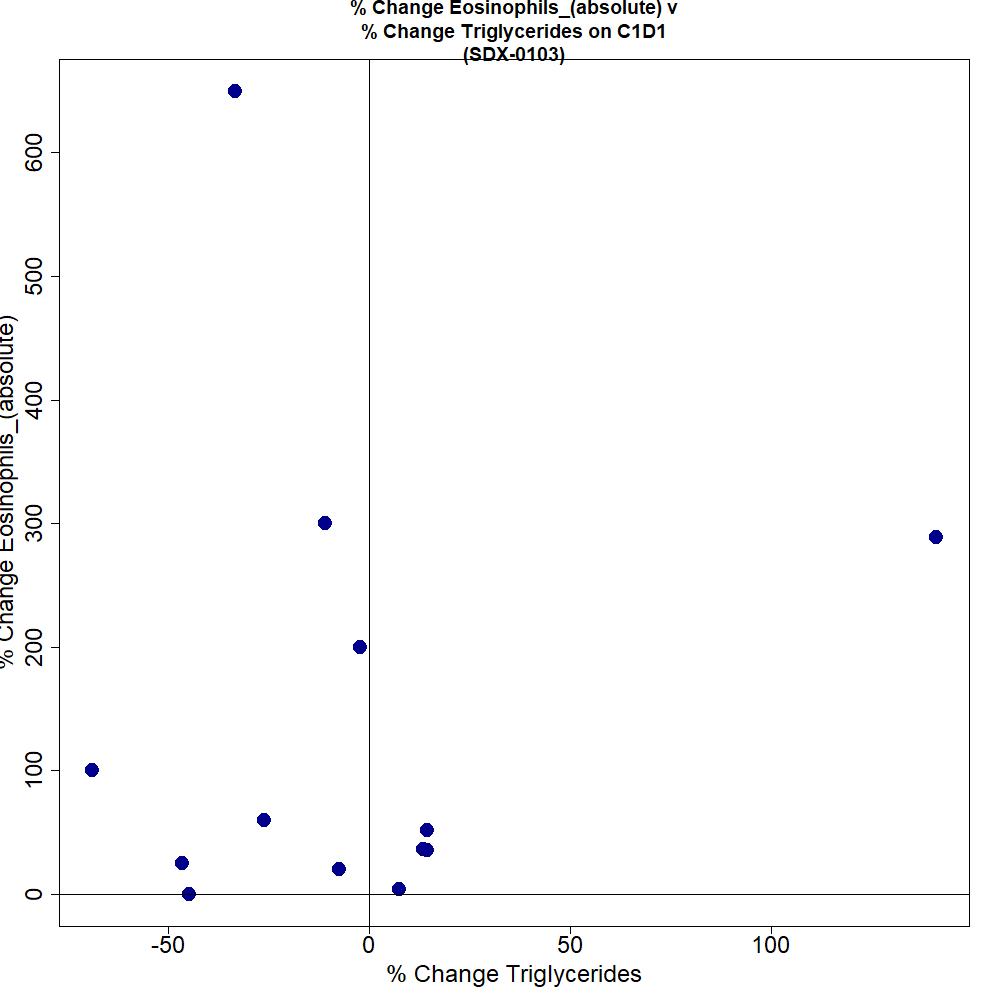 % Change Eosinophils_(absolute) v
% Change Triglycerides on C1D1
(SDX-0103)
% Change Eosinophils_(absolute)
600
500
400
300
200
100
0
-50
0
50
100
% Change Triglycerides